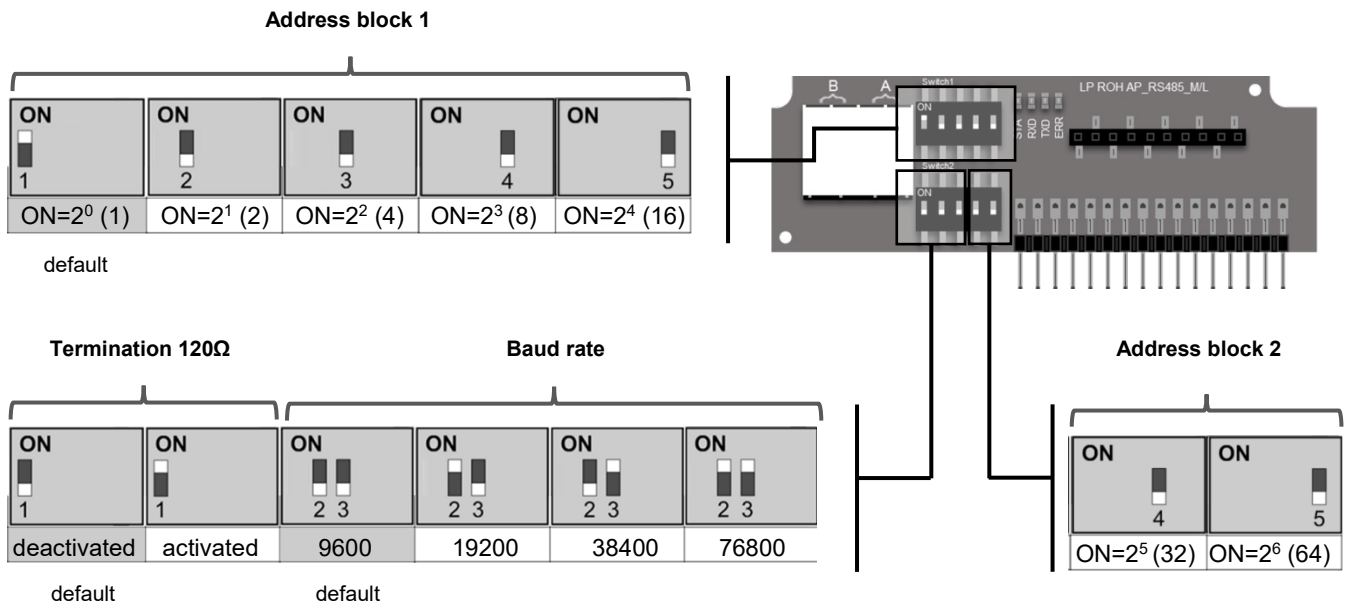 Address block 1
ON ON ON ON ON
1 2 3 4 5
ON=2⁰ (1) ON=2¹ (2) ON=2² (4) ON=2³ (8) ON=2⁴ (16)
default
B A Switch1 LP ROH AP_RS485_M/L
ON
STA RXD TXD ERR
Switch2
ON
Termination 120Ω Baud rate
ON ON ON ON ON ON
1 1 2 3 2 3 2 3 2 3
deactivated activated 9600 19200 38400 76800
default default
Address block 2
ON ON
4 5
ON=2⁵ (32) ON=2⁶ (64)